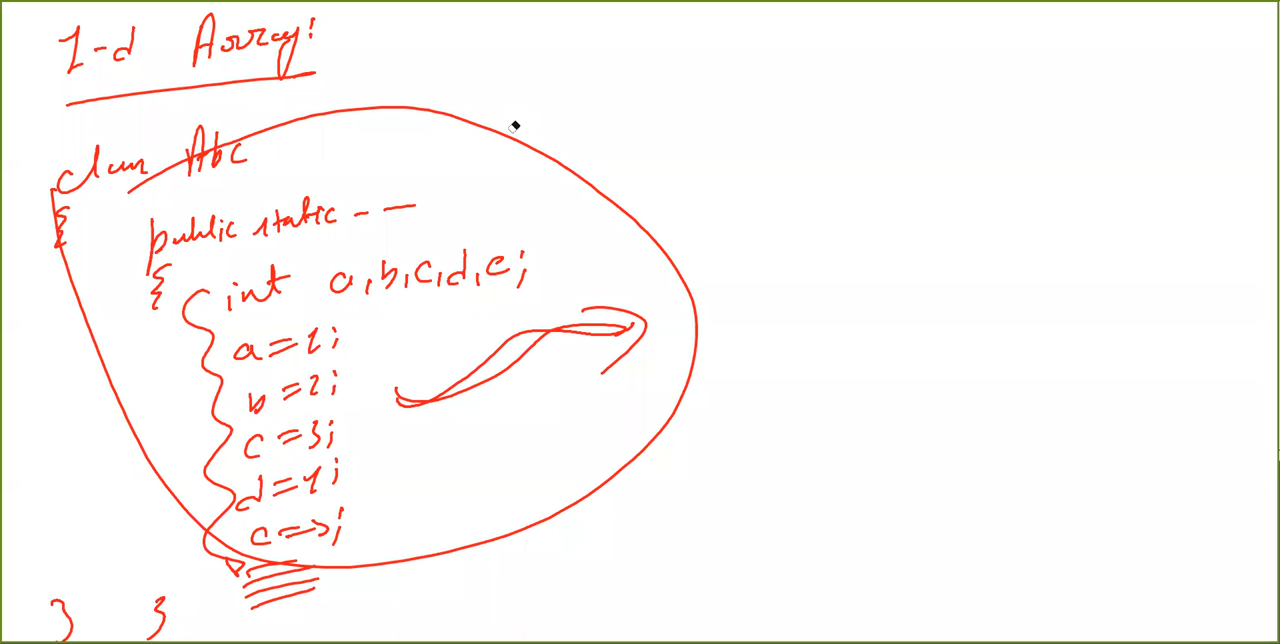 1-d Array:
class Abc
{
public static - —
{
int a,b,c,d,e;
a=1;
b=2;
c=3;
d=4;
e=5;
} }